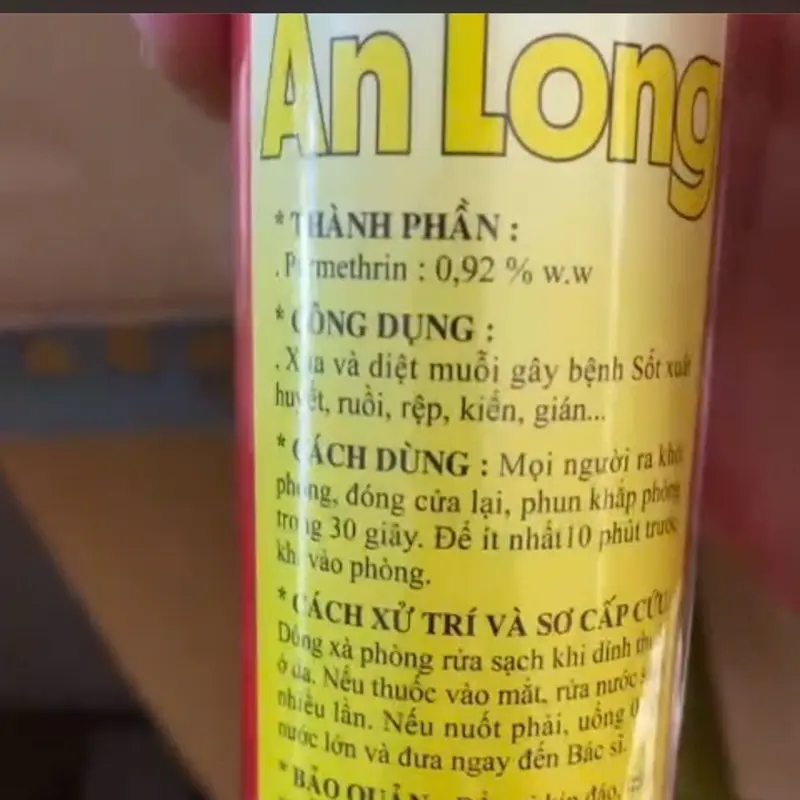 An Long
* THÀNH PHẦN :
. Permethrin : 0,92 % w.w
* CÔNG DỤNG :
. Xua và diệt muỗi gây bệnh Sốt xuất
huyết, ruồi, rệp, kiến, gián...
* CÁCH DÙNG : Mọi người ra khỏi
phòng, đóng cửa lại, phun khắp phòng
trong 30 giây. Để ít nhất 10 phút trước
khi vào phòng.
* CÁCH XỬ TRÍ VÀ SƠ CẤP CỨU
Dùng xà phòng rửa sạch khi dính
ở da. Nếu thuốc vào mắt, rửa nước
nhiều lần. Nếu nuốt phải, uống
nước lớn và đưa ngay đến Bác sĩ.
* BẢO QUẢN